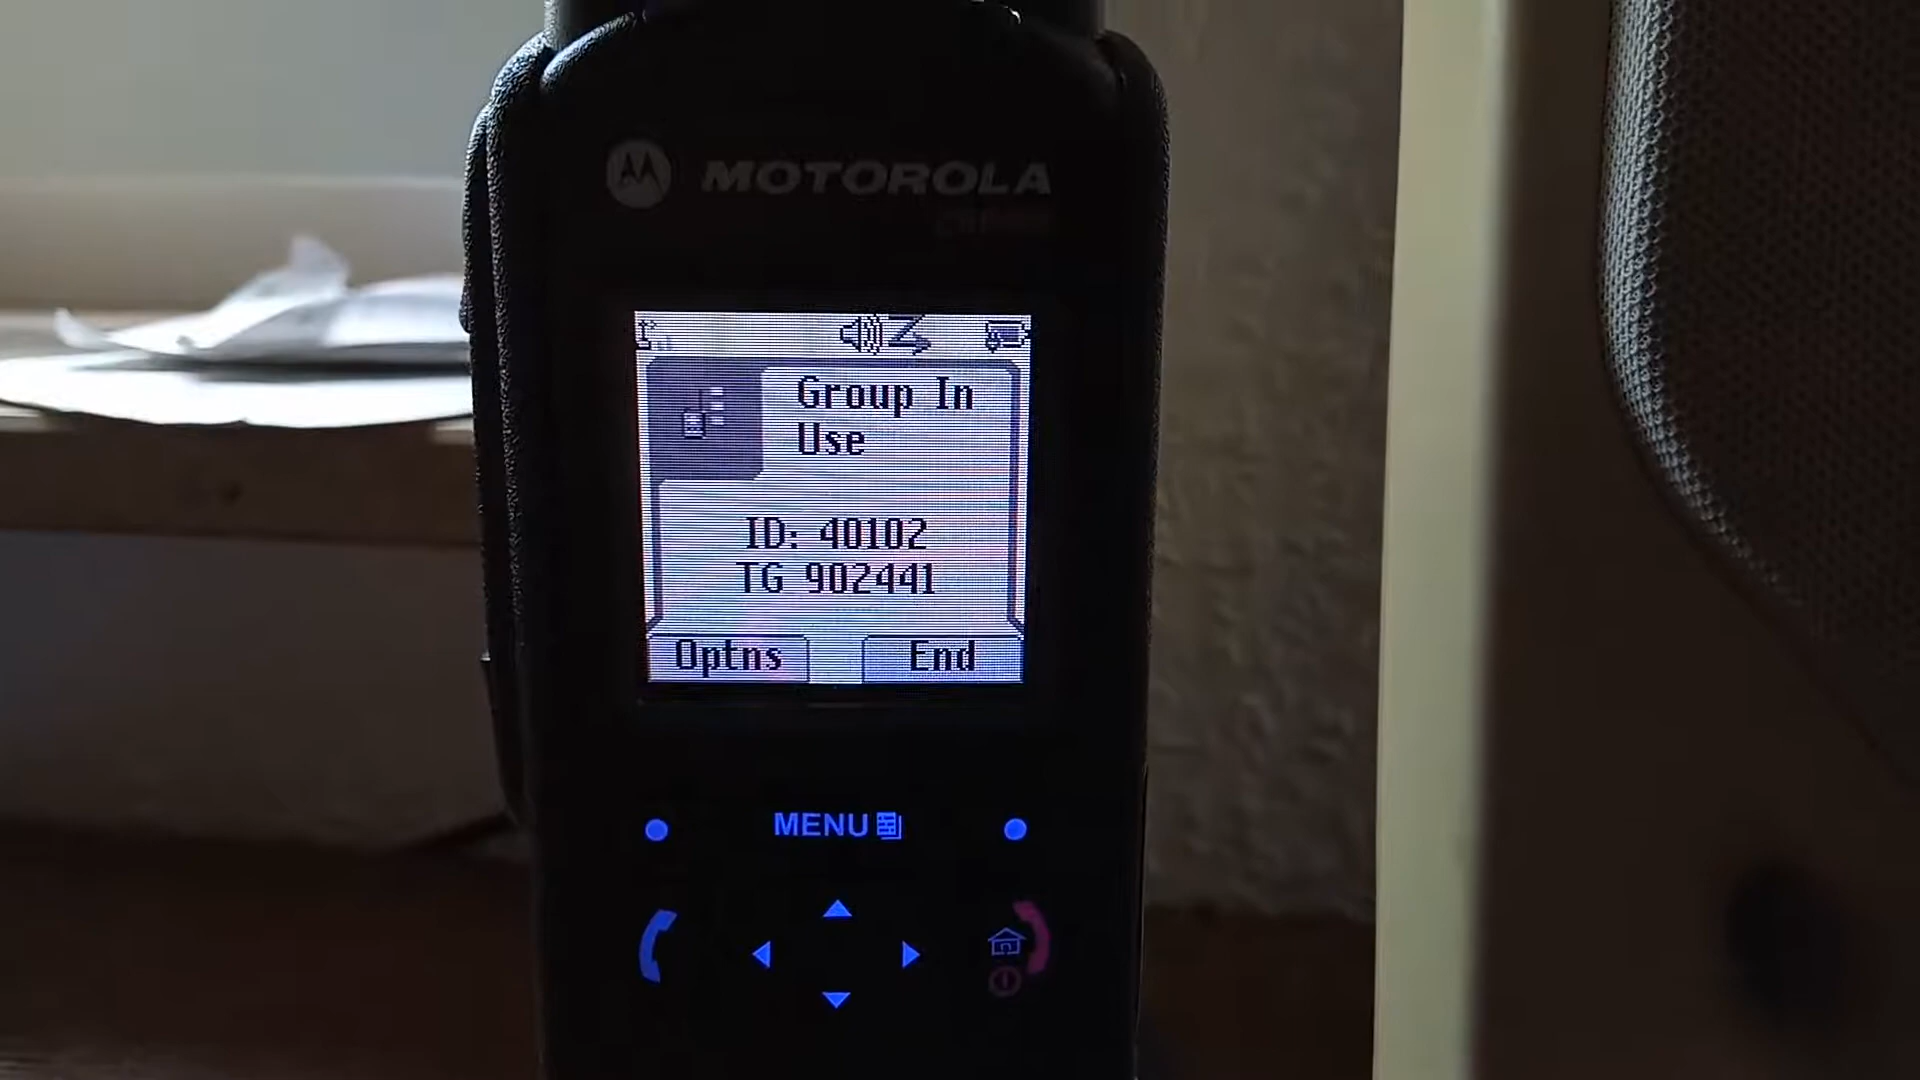 MOTOROLA
Group In
Use
ID: 40102
TG 902441
Optns
End
MENU